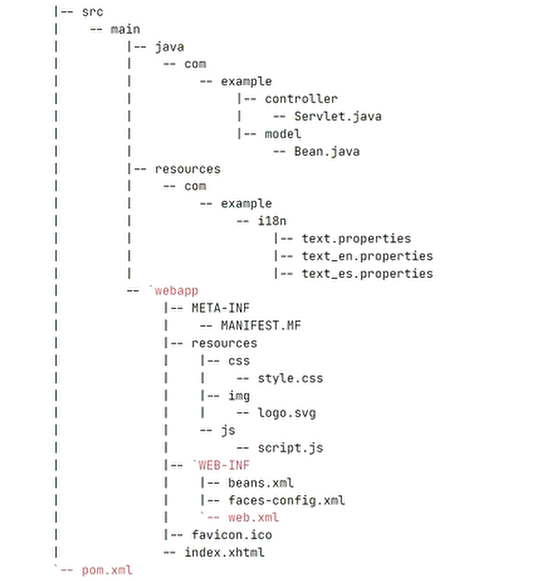 |-- src
|    -- main
|         |-- java
|         |    -- com
|         |         -- example
|         |              |-- controller
|         |              |    -- Servlet.java
|         |              |-- model
|         |                   -- Bean.java
|         |-- resources
|         |    -- com
|         |         -- example
|         |              -- i18n
|         |                   |-- text.properties
|         |                   |-- text_en.properties
|         |                   |-- text_es.properties
|         -- `webapp
|              |-- META-INF
|              |    -- MANIFEST.MF
|              |-- resources
|              |    |-- css
|              |    |    -- style.css
|              |    |-- img
|              |    |    -- logo.svg
|              |    -- js
|              |         -- script.js
|              |-- `WEB-INF
|              |    |-- beans.xml
|              |    |-- faces-config.xml
|              |    `-- web.xml
|              |-- favicon.ico
|              -- index.xhtml
`-- pom.xml